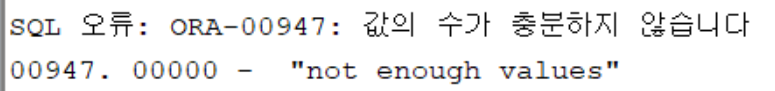 SQL 오류: ORA-00947: 값의 수가 충분하지 않습니다
00947. 00000 -  "not enough values"